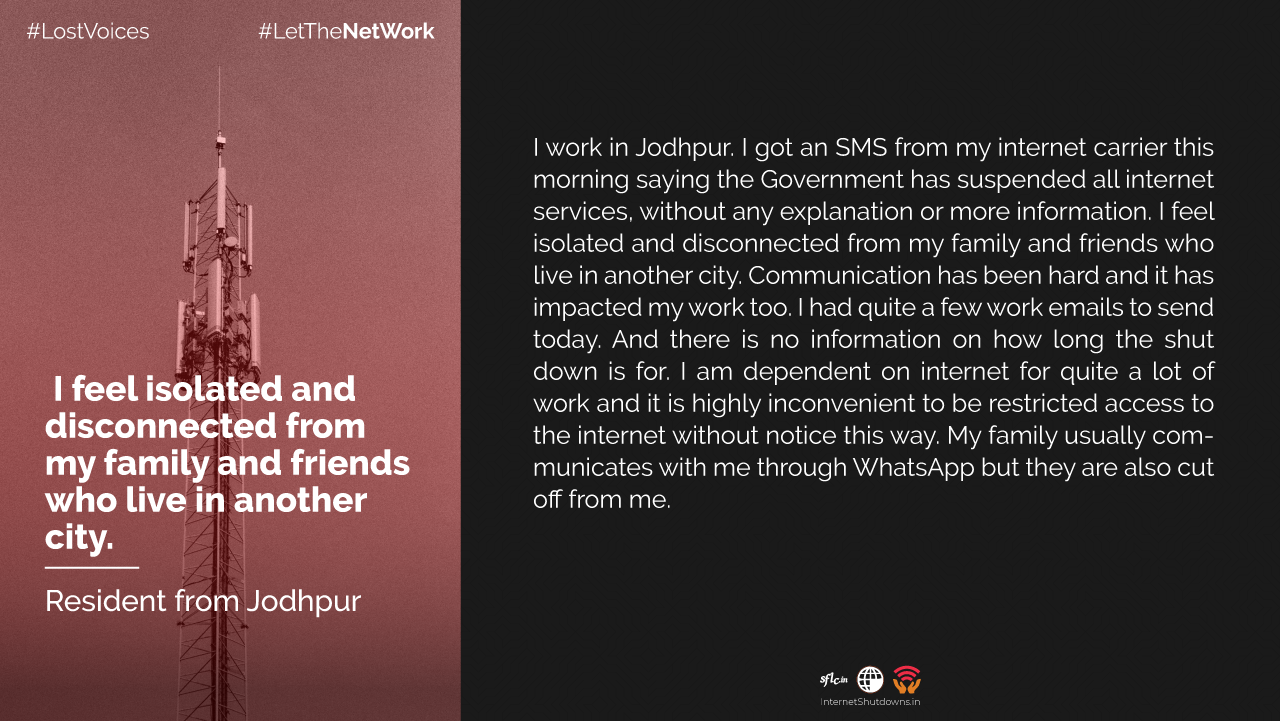 #LostVoices
#LetTheNetWork
I feel isolated and
disconnected from
my family and friends
who live in another
city.
Resident from Jodhpur
I work in Jodhpur. I got an SMS from my internet carrier this
morning saying the Government has suspended all internet
services, without any explanation or more information. I feel
isolated and disconnected from my family and friends who
live in another city. Communication has been hard and it has
impacted my work too. I had quite a few work emails to send
today. And there is no information on how long the shut
down is for. I am dependent on internet for quite a lot of
work and it is highly inconvenient to be restricted access to
the internet without notice this way. My family usually com-
municates with me through WhatsApp but they are also cut
off from me.
sflc.in
InternetShutdowns.in